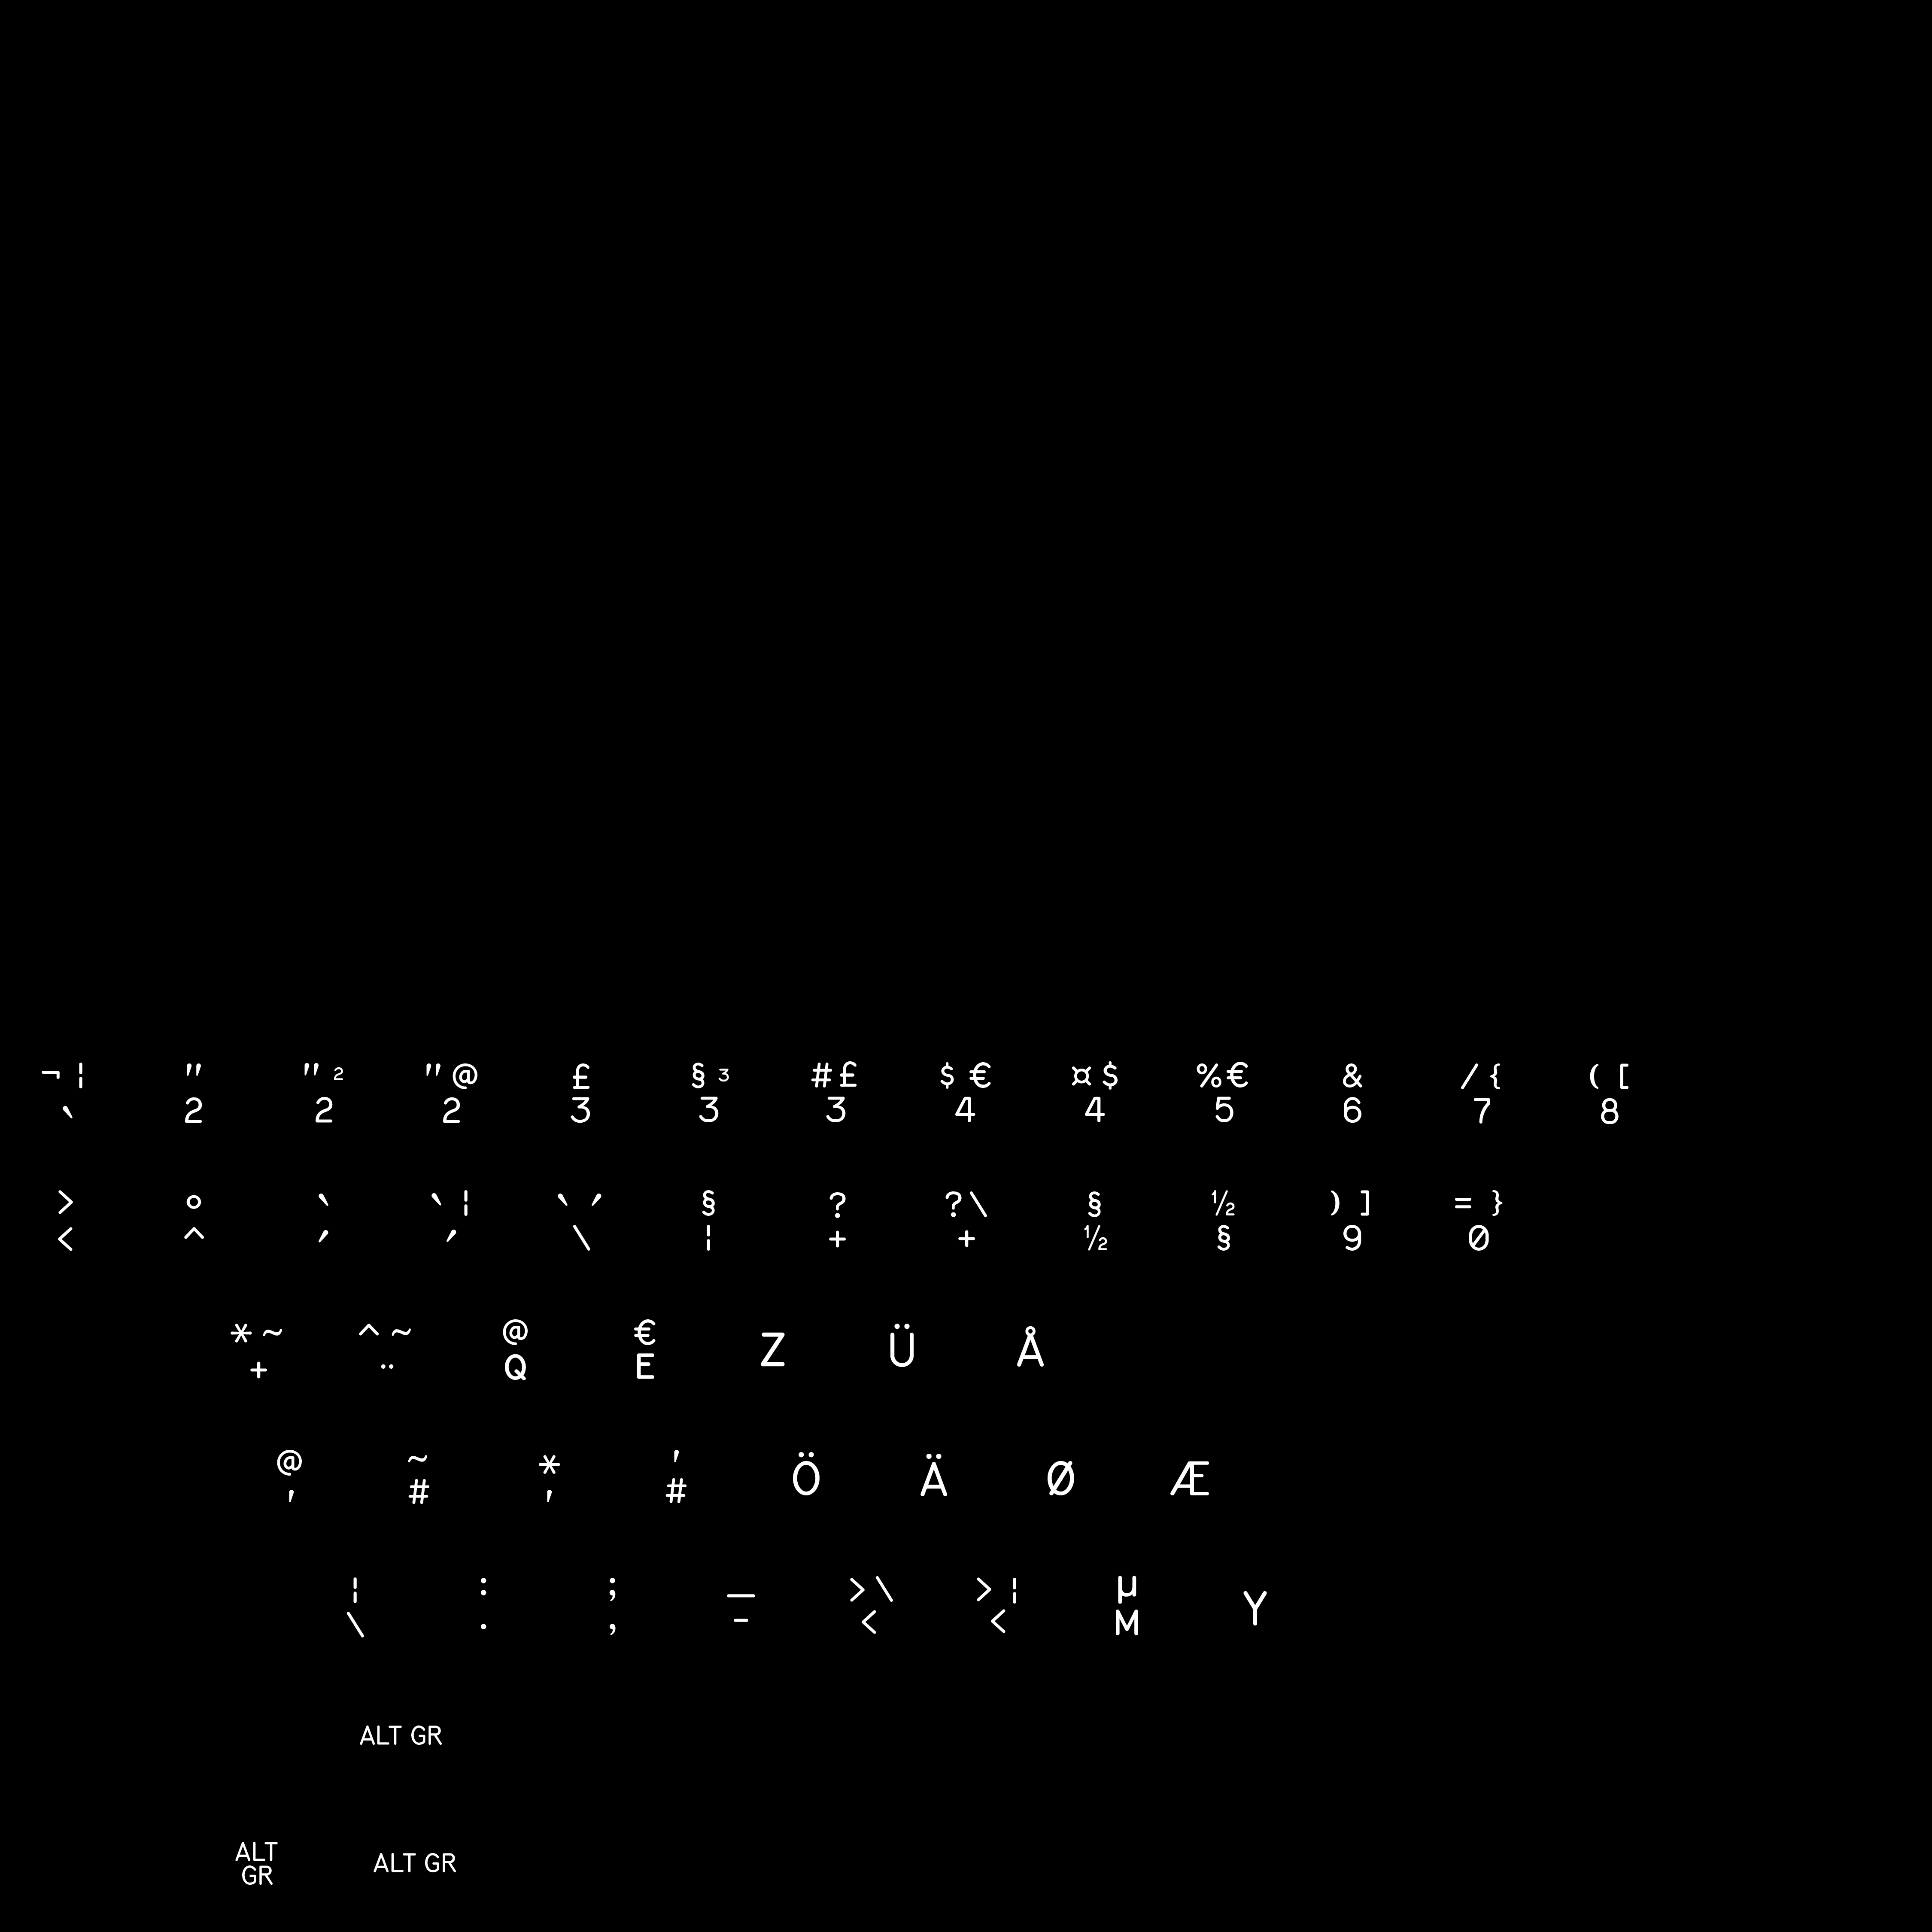 ¬ ¦ " " ² " @ £ § ³ # £ $ € ¤ $ % € & / { ( [
` 2 2 2 3 3 3 4 4 5 6 7 8
> ° ` ` ¦ ` ´ § ? ? \ § ½ ) ] = }
< ^ ´ ´ \ ¦ + + ½ § 9 0
* ~ ^ ~ @ € Z Ü Å
+ ¨ Q E
@ ~ * ' Ö Ä Ø Æ
' # ' #
¦ : ; _ > \ > ¦ µ Y
\ . , - < < M
ALT GR
ALT
GR
ALT GR